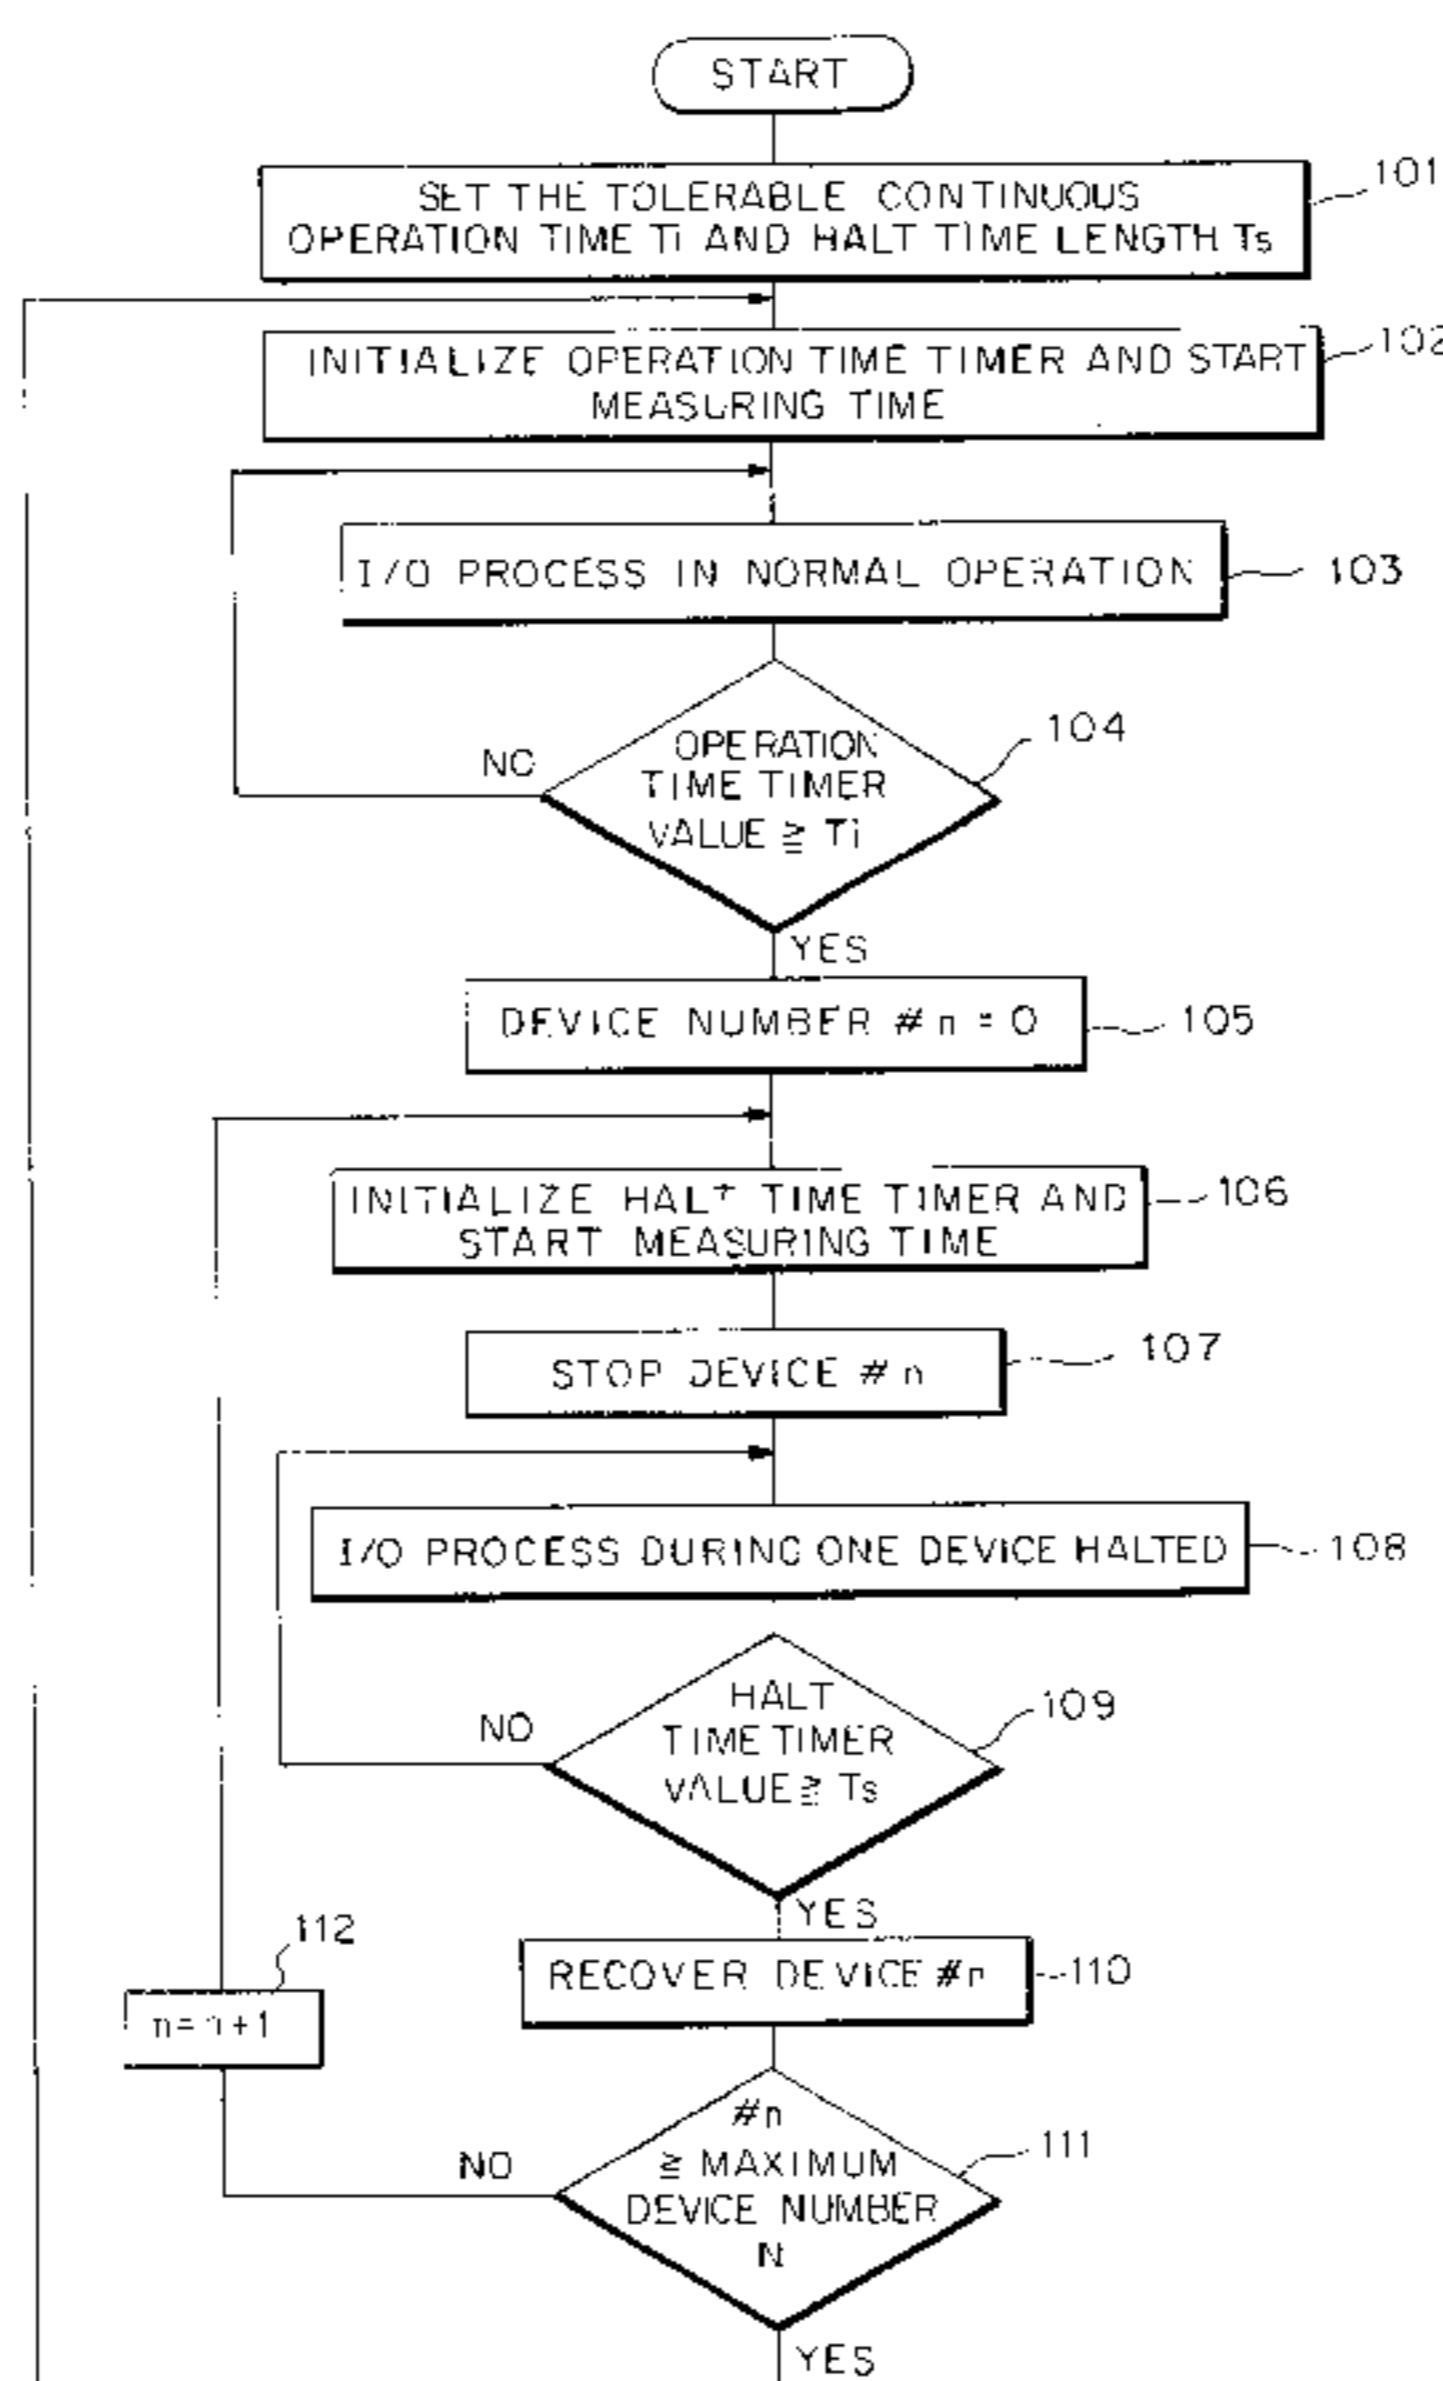 START
SET THE TOLERABLE CONTINUOUS
OPERATION TIME Ti AND HALT TIME LENGTH Ts
101
INITIALIZE OPERATION TIME TIMER AND START
MEASURING TIME
102
I/O PROCESS IN NORMAL OPERATION
103
OPERATION
TIME TIMER
VALUE ≧ Ti
104
NO
YES
DEVICE NUMBER #n = 0
105
INITIALIZE HALT TIME TIMER AND
START MEASURING TIME
106
STOP DEVICE #n
107
I/O PROCESS DURING ONE DEVICE HALTED
108
HALT
TIME TIMER
VALUE ≧ Ts
109
NO
YES
112
RECOVER DEVICE #n
110
n=n+1
#n
≧ MAXIMUM
DEVICE NUMBER
N
111
NO
YES